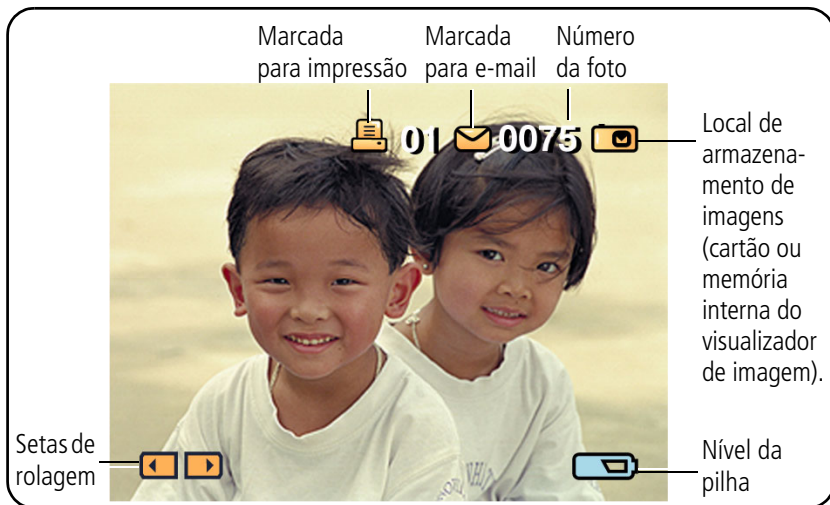 Marcada
para impressão
Marcada
para e-mail
Número
da foto
01 0075
Local de
armazena-
mento de
imagens
(cartão ou
memória
interna do
visualizador
de imagem).
Setas de
rolagem
Nível da
pilha